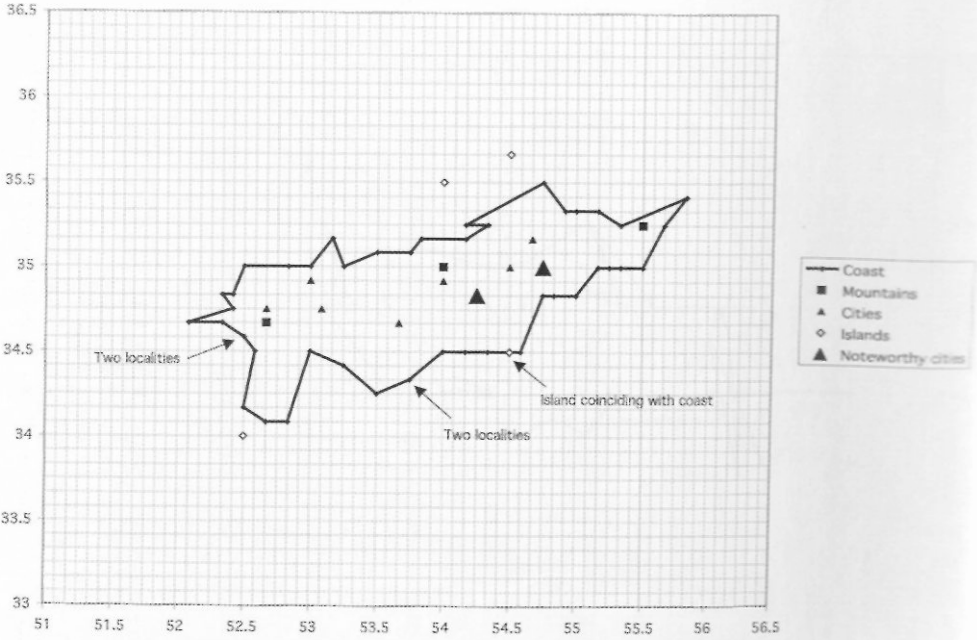 36.5
36
35.5
35
34.5
34
33.5
33
Two localities
Two localities
Island coinciding with coast
51
51.5
52
52.5
53
53.5
54
54.5
55
55.5
56
56.5
Coast
Mountains
Cities
Islands
Noteworthy cities